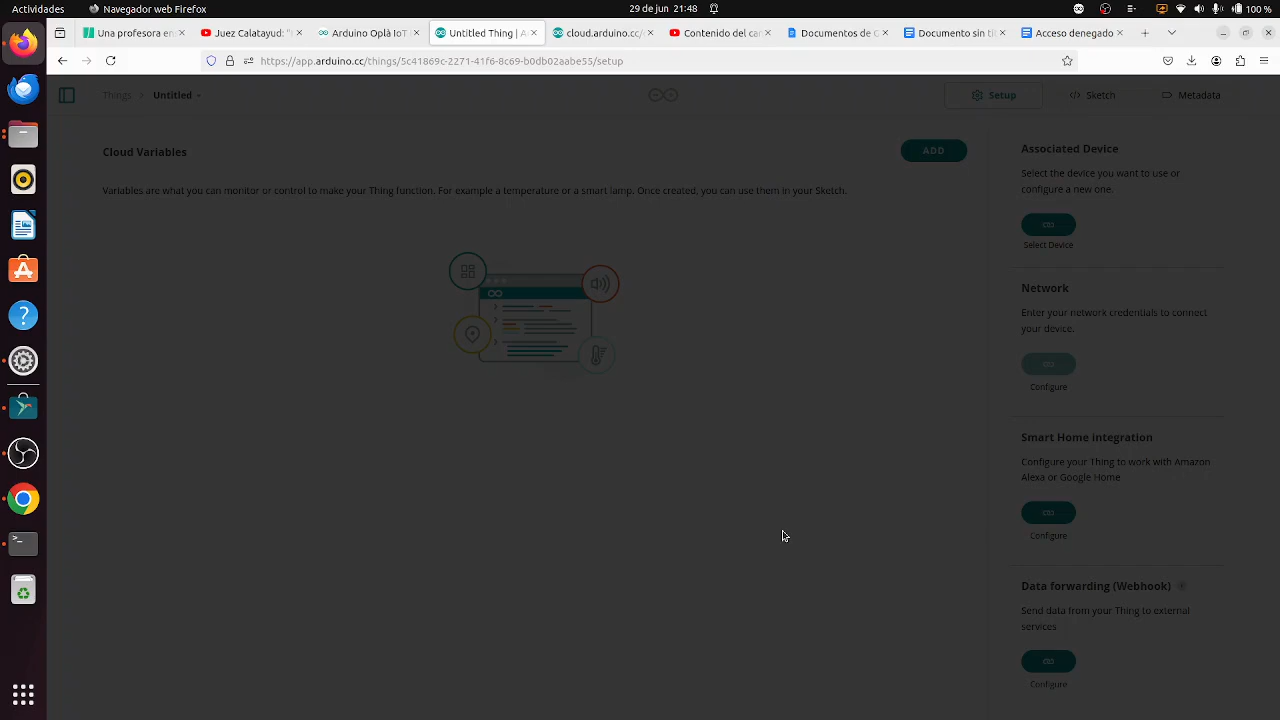 Actividades
Navegador web Firefox
29 de jun 21:48
100 %
Una profesora en
Juez Calatayud: "
Arduino Oplà IoT
Untitled Thing | A
cloud.arduino.cc/
Contenido del ca
Documentos de C
Documento sin ti
Acceso denegado
https://app.arduino.cc/things/5c41869c-2271-41f6-8c69-b0db02aabe55/setup
Things > Untitled
Setup
Sketch
Metadata
Cloud Variables
ADD
Variables are what you can monitor or control to make your Thing function. For example a temperature or a smart lamp. Once created, you can use them in your Sketch.
Associated Device
Select the device you want to use or
configure a new one.
Select Device
Network
Enter your network credentials to connect
your device.
Configure
Smart Home integration
Configure your Thing to work with Amazon
Alexa or Google Home
Configure
Data forwarding (Webhook)
Send data from your Thing to external
services
Configure